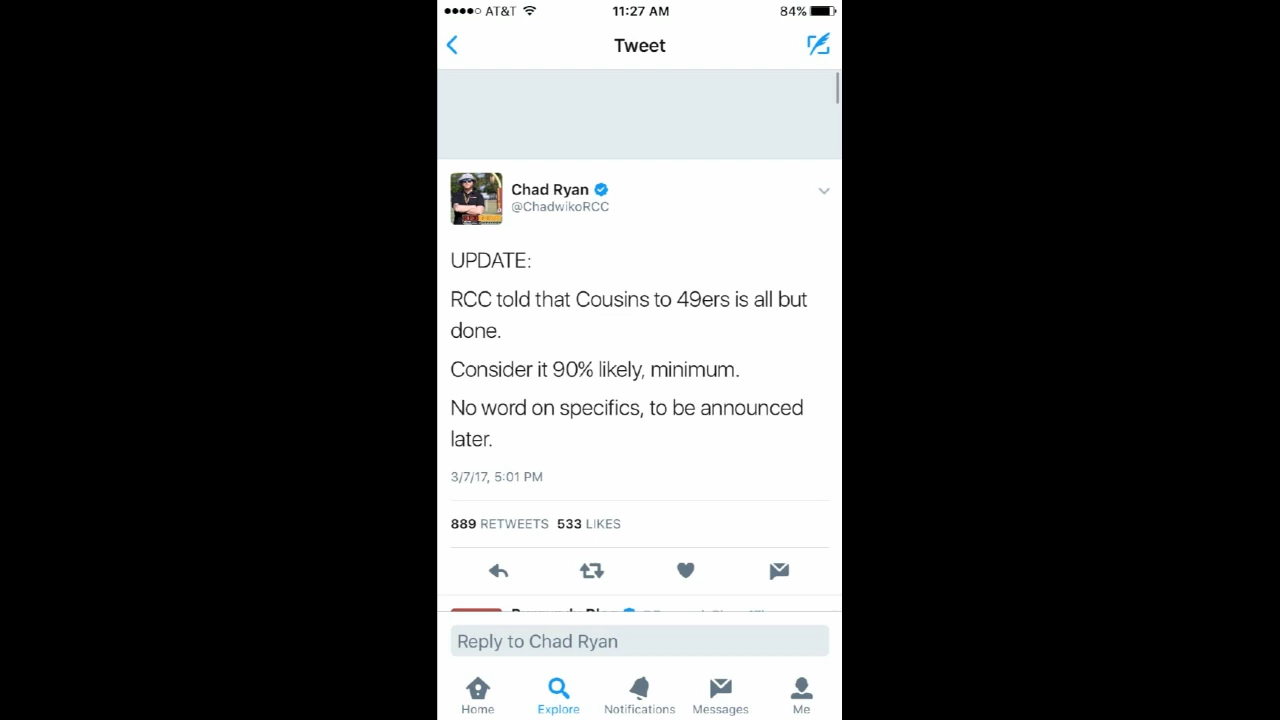 AT&T 11:27 AM 84%
Tweet
Chad Ryan
@ChadwikoRCC
UPDATE:
RCC told that Cousins to 49ers is all but
done.
Consider it 90% likely, minimum.
No word on specifics, to be announced
later.
3/7/17, 5:01 PM
889 RETWEETS 533 LIKES
Reply to Chad Ryan
Home Explore Notifications Messages Me